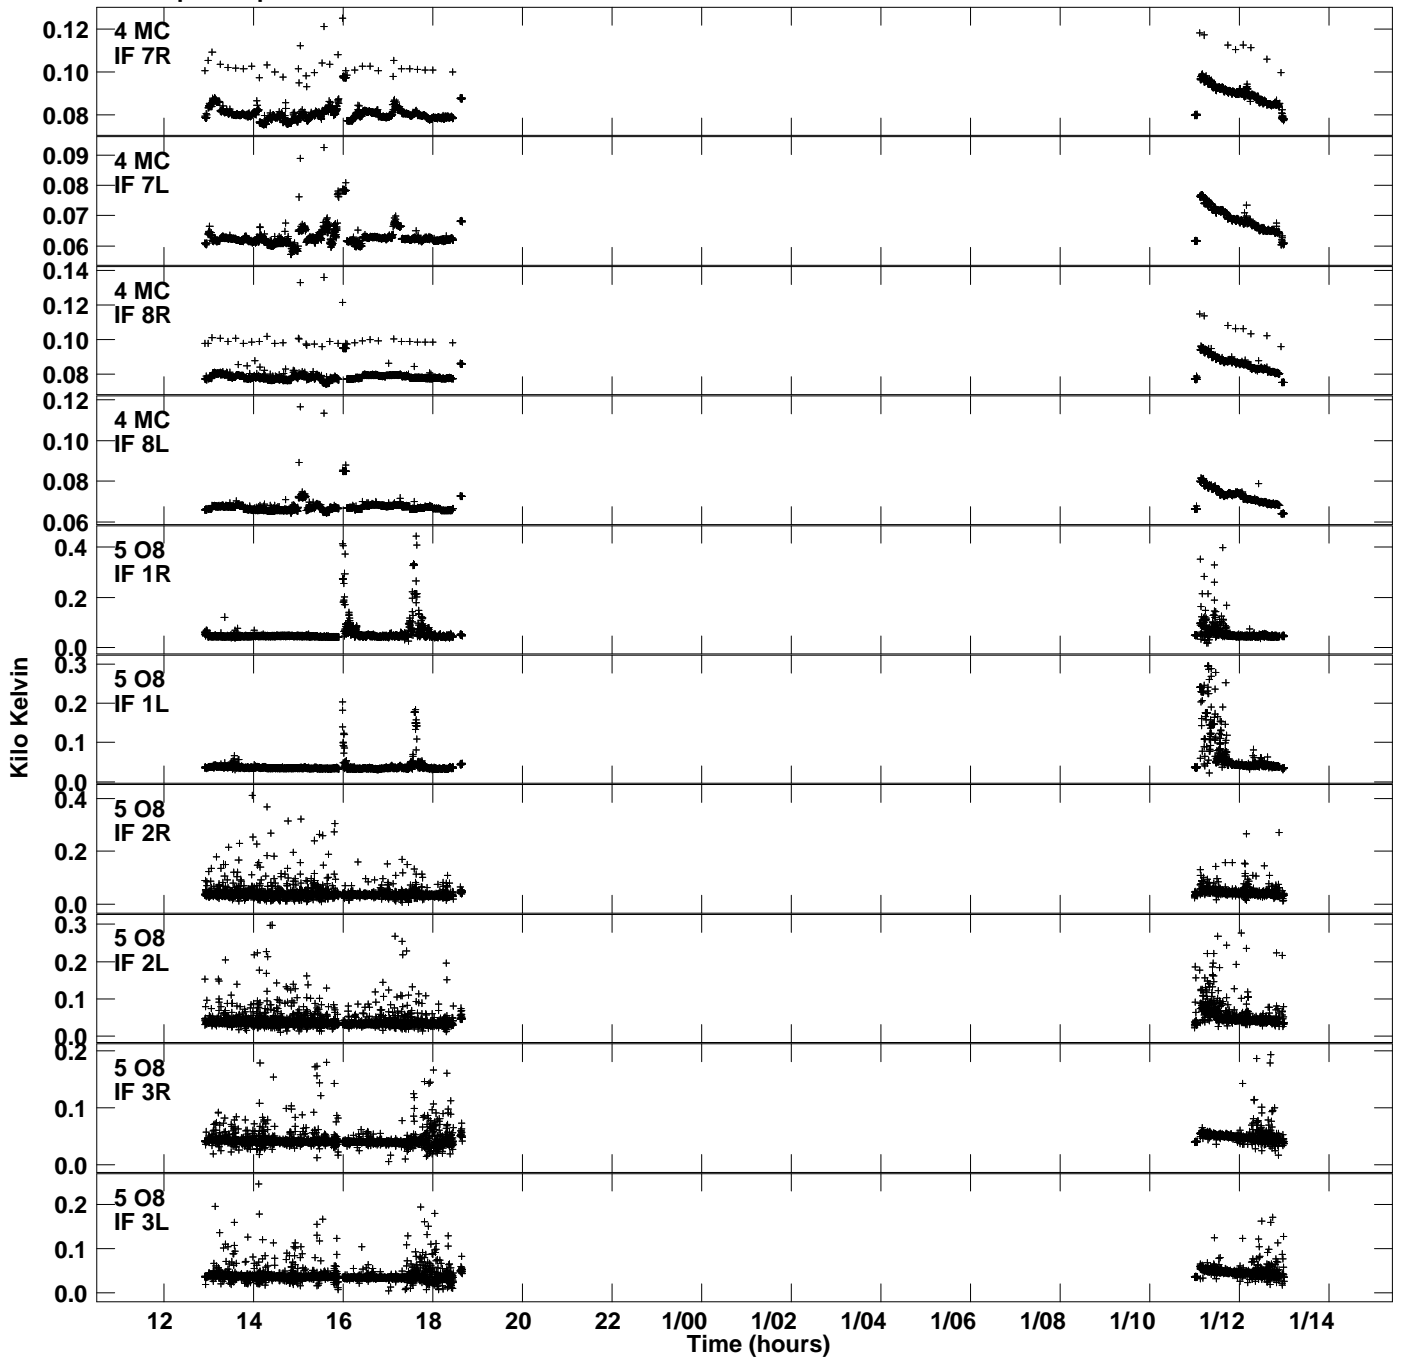 4 MC
IF 7R
0.12
0.10
0.08
4 MC
IF 7L
0.09
0.08
0.07
0.06
4 MC
IF 8R
0.14
0.12
0.10
0.08
4 MC
IF 8L
0.12
0.10
0.08
0.06
5 O8
IF 1R
0.4
0.2
0.0
5 O8
IF 1L
0.3
0.2
0.1
0.0
5 O8
IF 2R
0.4
0.2
0.0
5 O8
IF 2L
0.3
0.2
0.1
0.0
5 O8
IF 3R
0.2
0.1
0.0
5 O8
IF 3L
0.2
0.1
0.0
Kilo Kelvin
12 14 16 18 20 22 1/00 1/02 1/04 1/06 1/08 1/10 1/12 1/14
Time (hours)